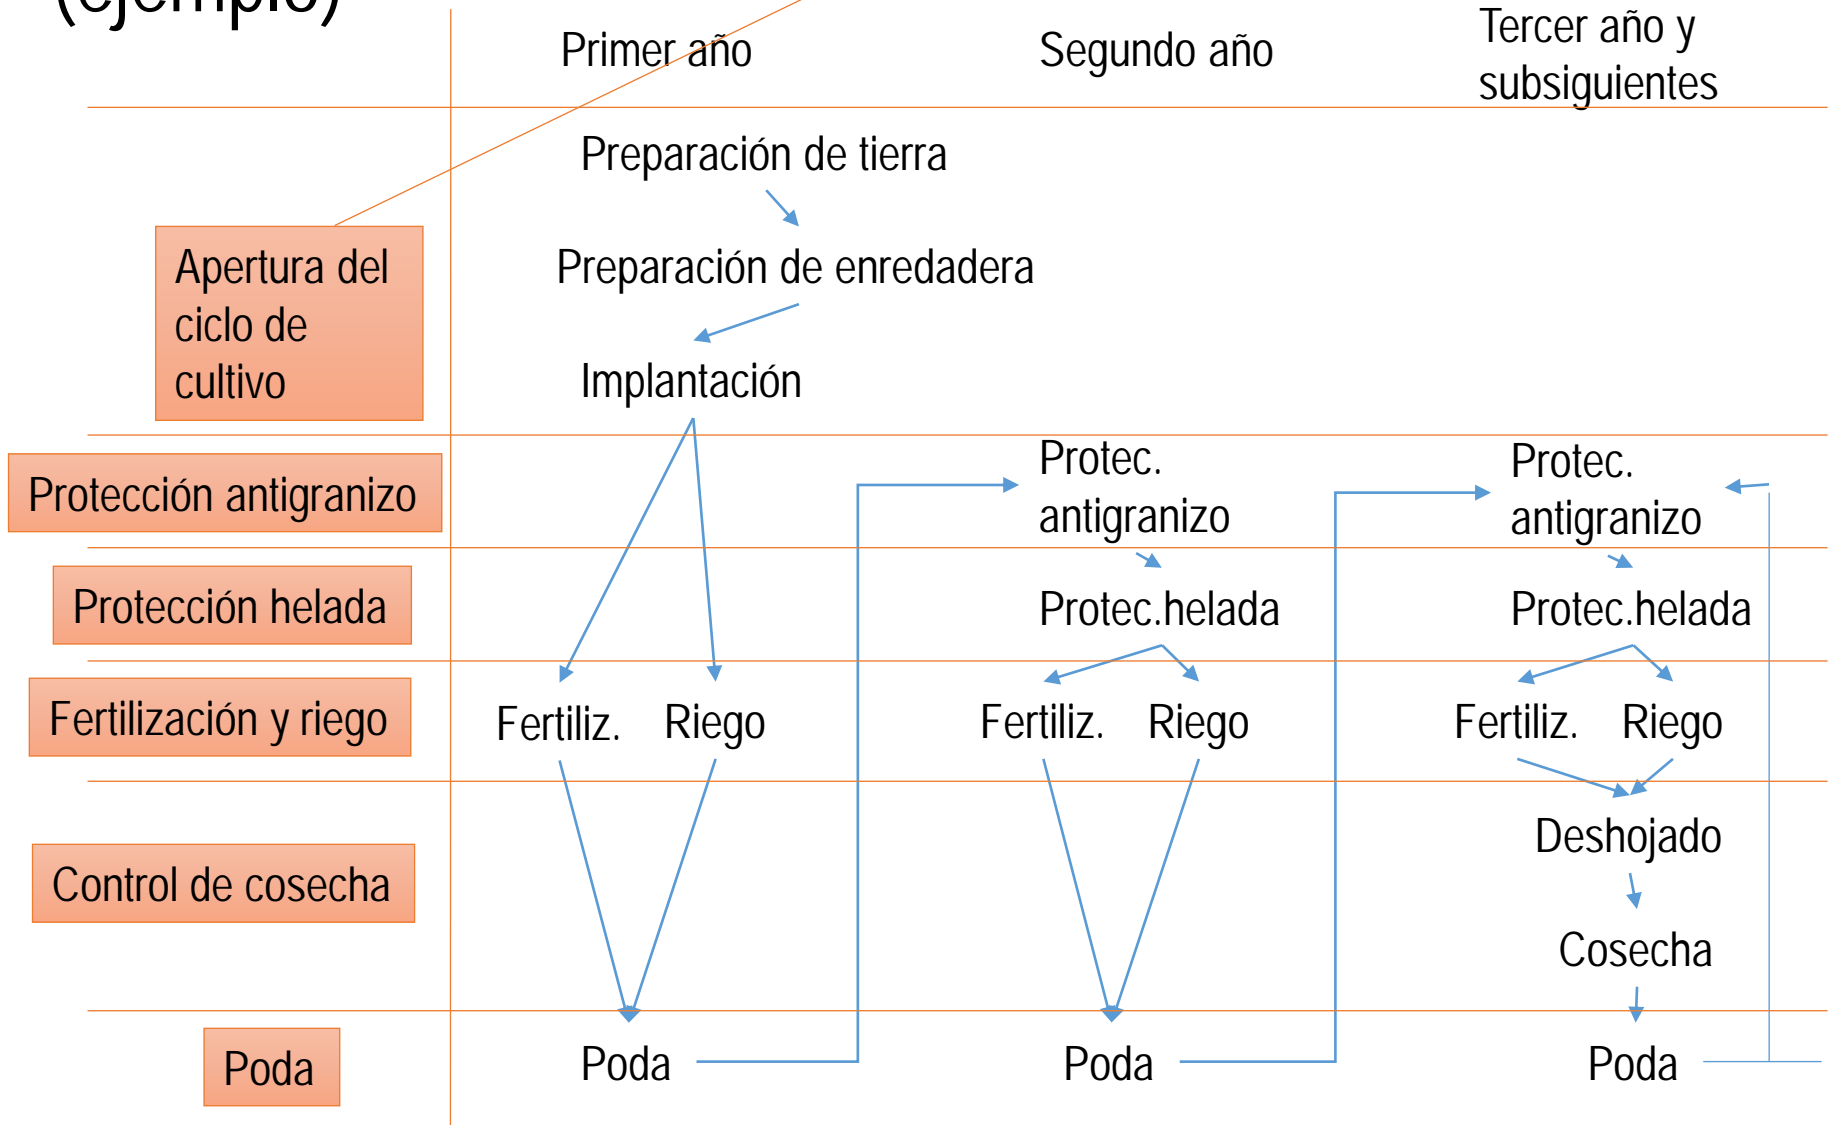 (ejemplo)
Primer año
Segundo año
Tercer año y
subsiguientes
Apertura del
ciclo de
cultivo
Preparación de tierra
Preparación de enredadera
Implantación
Protección antigranizo
Protec.
antigranizo
Protec.
antigranizo
Protección helada
Protec.helada
Protec.helada
Fertilización y riego
Fertiliz.
Riego
Fertiliz.
Riego
Fertiliz.
Riego
Control de cosecha
Deshojado
Cosecha
Poda
Poda
Poda
Poda